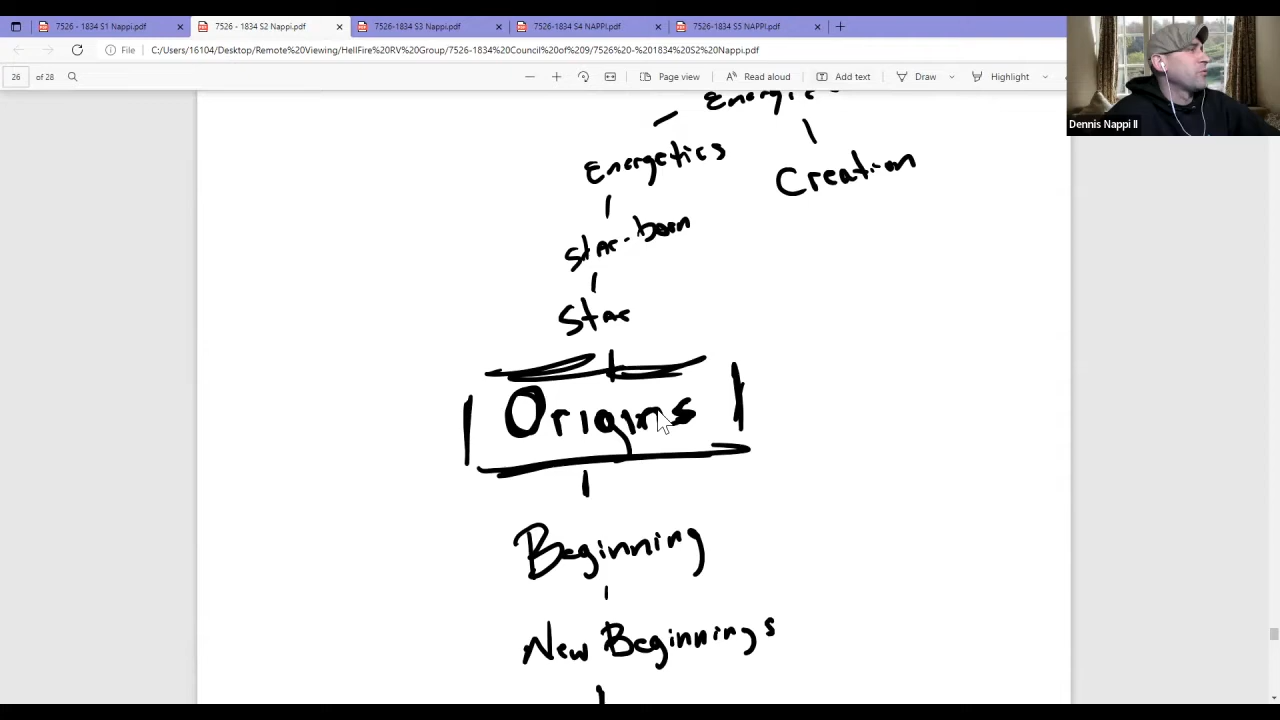 7526 - 1834 S1 Nappi.pdf
7526 - 1834 S2 Nappi.pdf
7526-1834 S3 Nappi.pdf
7526-1834 S4 NAPPI.pdf
7526-1834 S5 NAPPI.pdf
File
C:/Users/16104/Desktop/Remote%20Viewing/HellFire%20RV%20Group/7526-1834%20Council%20of%209/7526%20-%201834%20S2%20Nappi.pdf
26 of 28
Page view
Read aloud
Add text
Draw
Highlight
Dennis Nappi II
Energetics
Creation
Star-born
Star
Origins
Beginning
New Beginnings